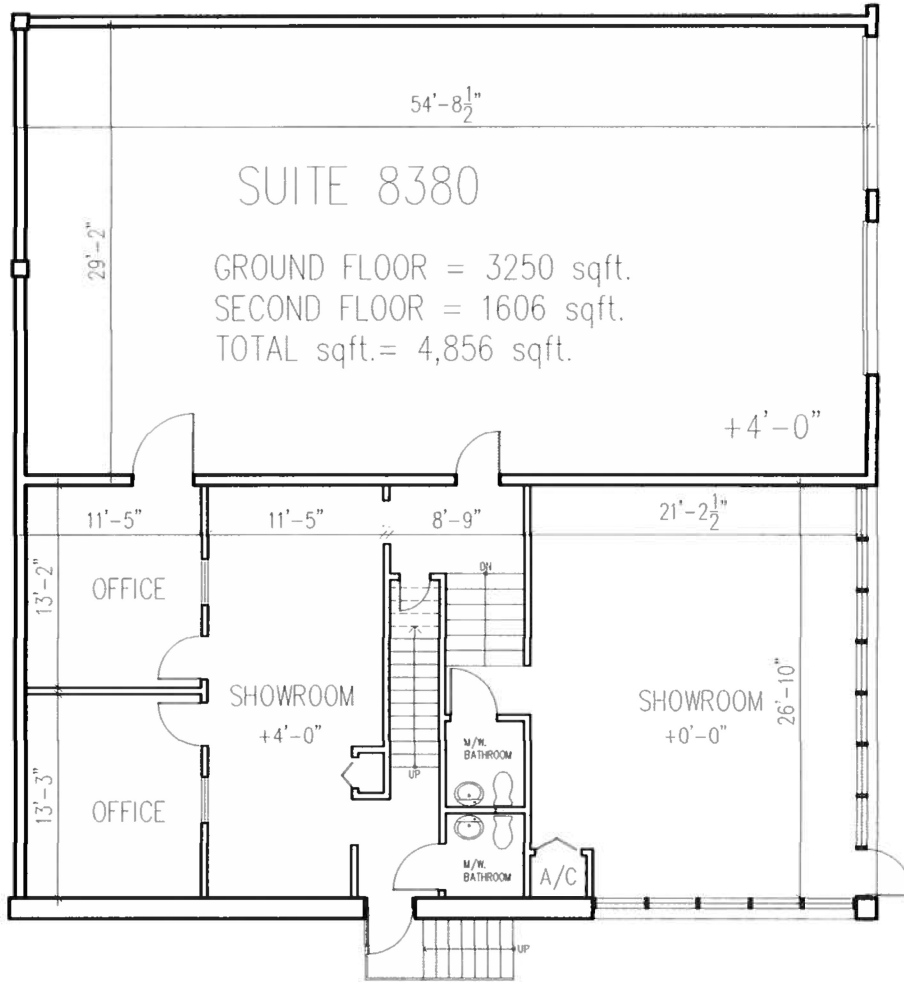 54'-8 1/2"
SUITE 8380
29'-2"
GROUND FLOOR = 3250 sqft.
SECOND FLOOR = 1606 sqft.
TOTAL sqft.= 4,856 sqft.
+4'-0"
11'-5"
11'-5"
8'-9"
21'-2 1/2"
13'-2"
OFFICE
DN
SHOWROOM
+4'-0"
SHOWROOM
+0'-0"
26'-10"
M/W.
BATHROOM
UP
13'-3"
OFFICE
M/W.
BATHROOM
A/C
UP